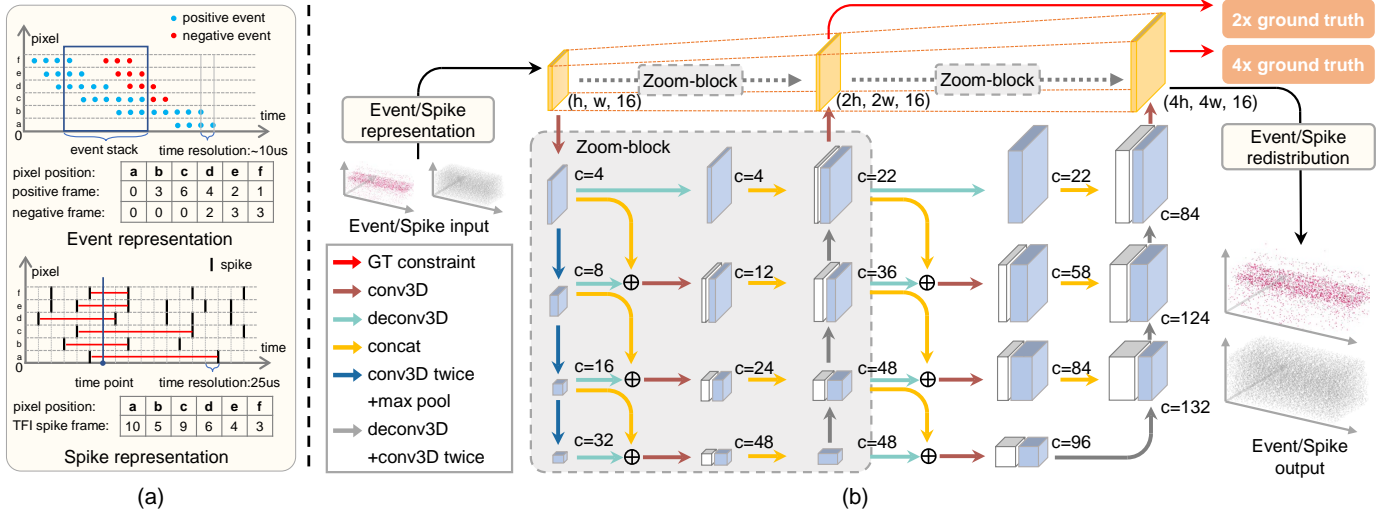 positive event
negative event
pixel
f
e
d
c
b
a
0
time
event stack
time resolution:~10us
pixel position: a b c d e f
positive frame: 0 3 6 4 2 1
negative frame: 0 0 0 2 3 3
Event representation
pixel
spike
f
e
d
c
b
a
0
time
time point
time resolution:25us
pixel position: a b c d e f
TFI spike frame: 10 5 9 6 4 3
Spike representation
(a)
Event/Spike
representation
Event/Spike input
GT constraint
conv3D
deconv3D
concat
conv3D twice
+max pool
deconv3D
+conv3D twice
2x ground truth
4x ground truth
Zoom-block
Zoom-block
(h, w, 16)
(2h, 2w, 16)
(4h, 4w, 16)
Zoom-block
Event/Spike
redistribution
c=4
c=4
c=22
c=22
c=84
c=8
c=12
c=36
c=58
c=124
c=16
c=24
c=48
c=84
c=132
c=32
c=48
c=48
c=96
Event/Spike
output
(b)